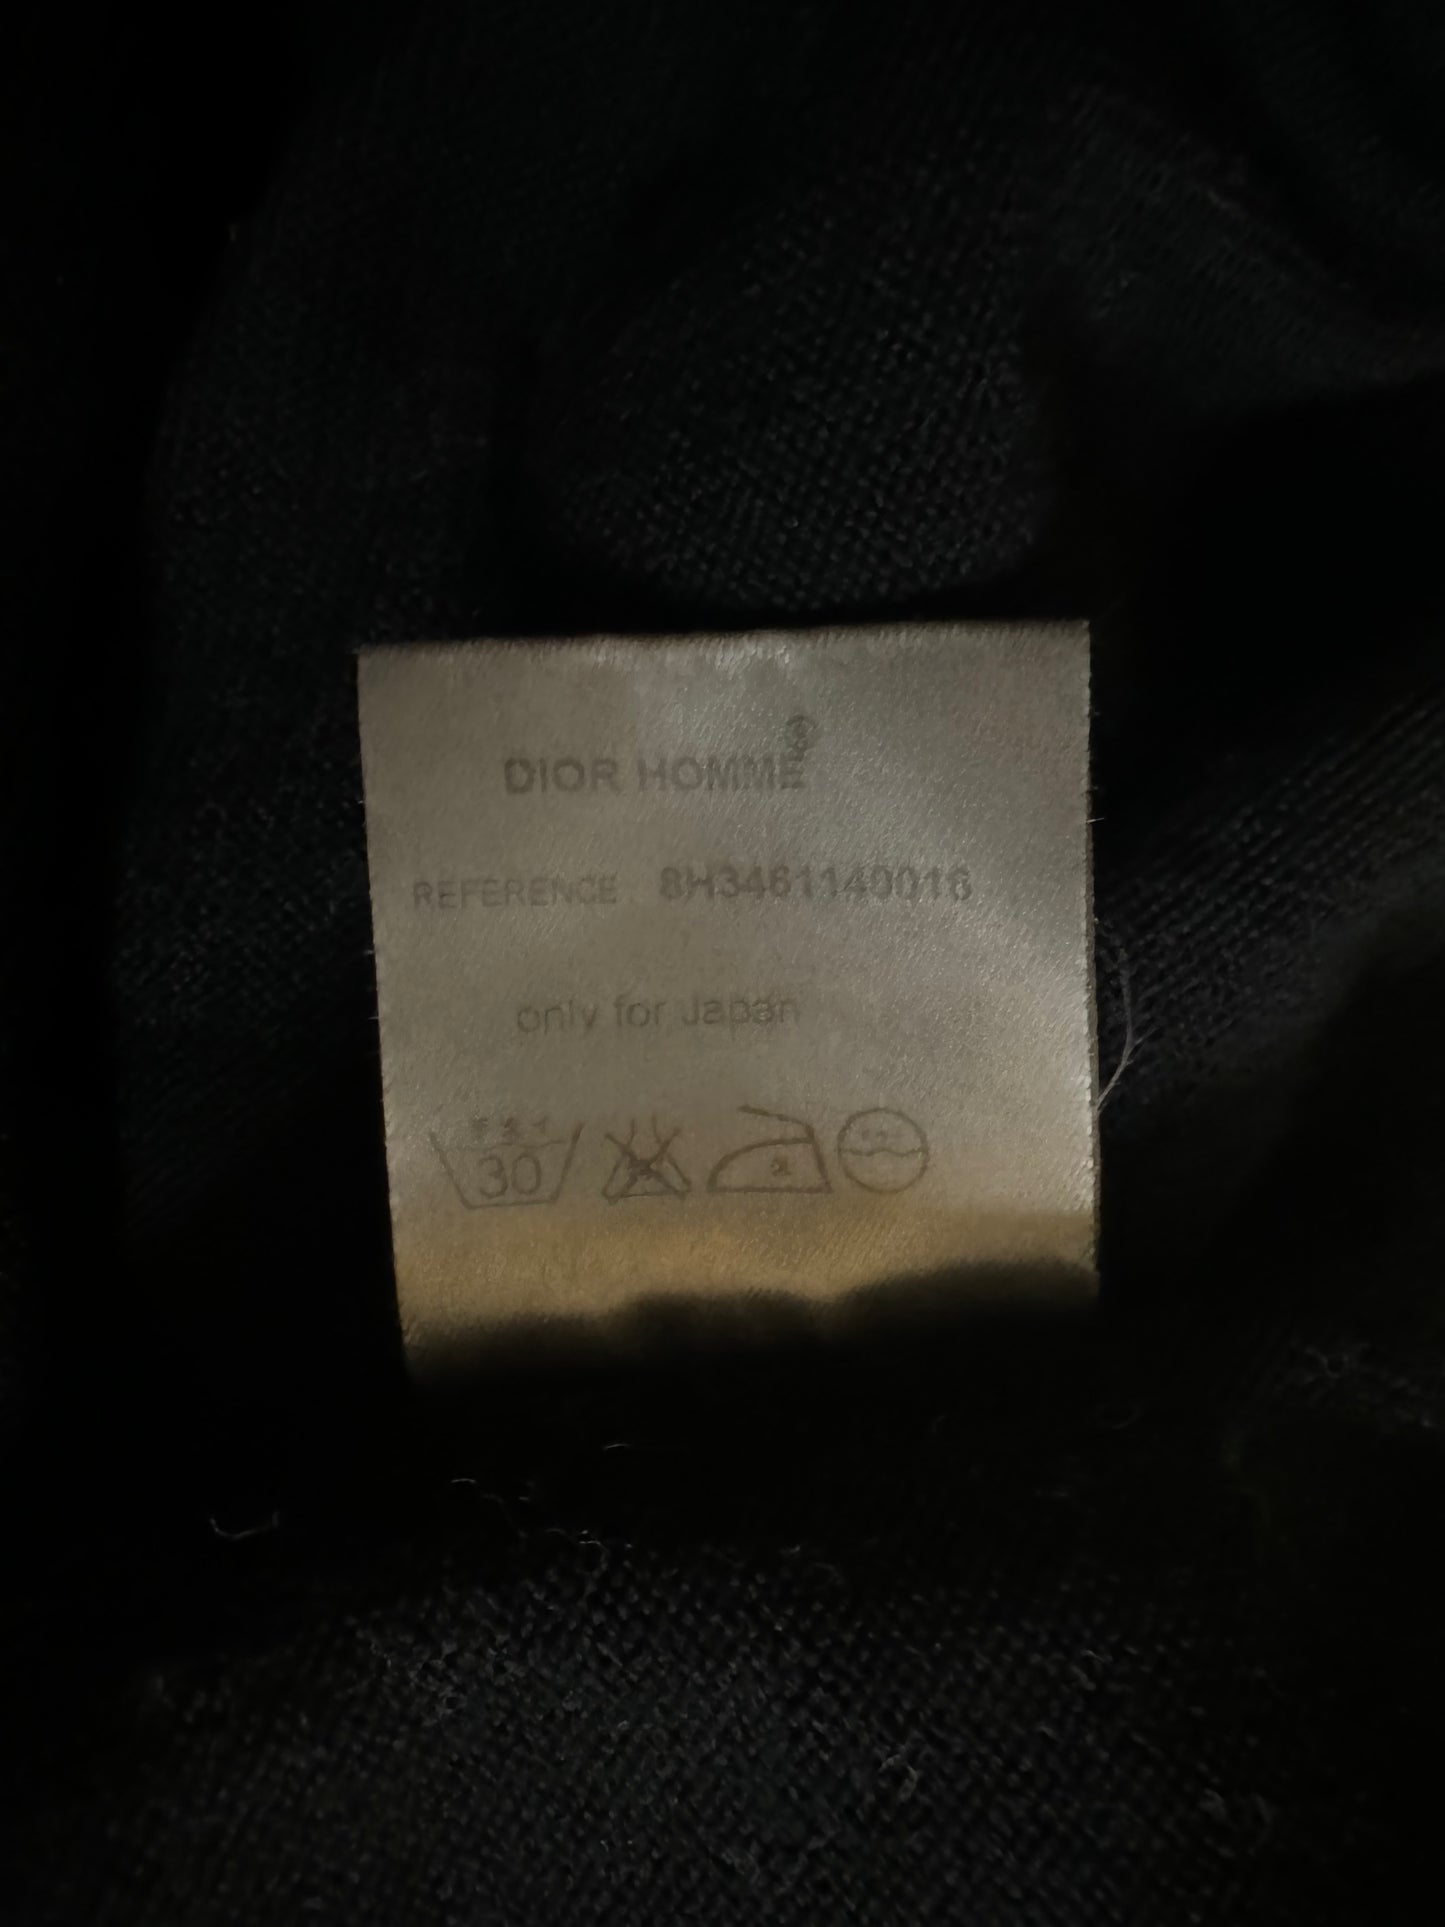 DIOR HOMME®
REFERENCE : 8H3461140016
only for Japan
30